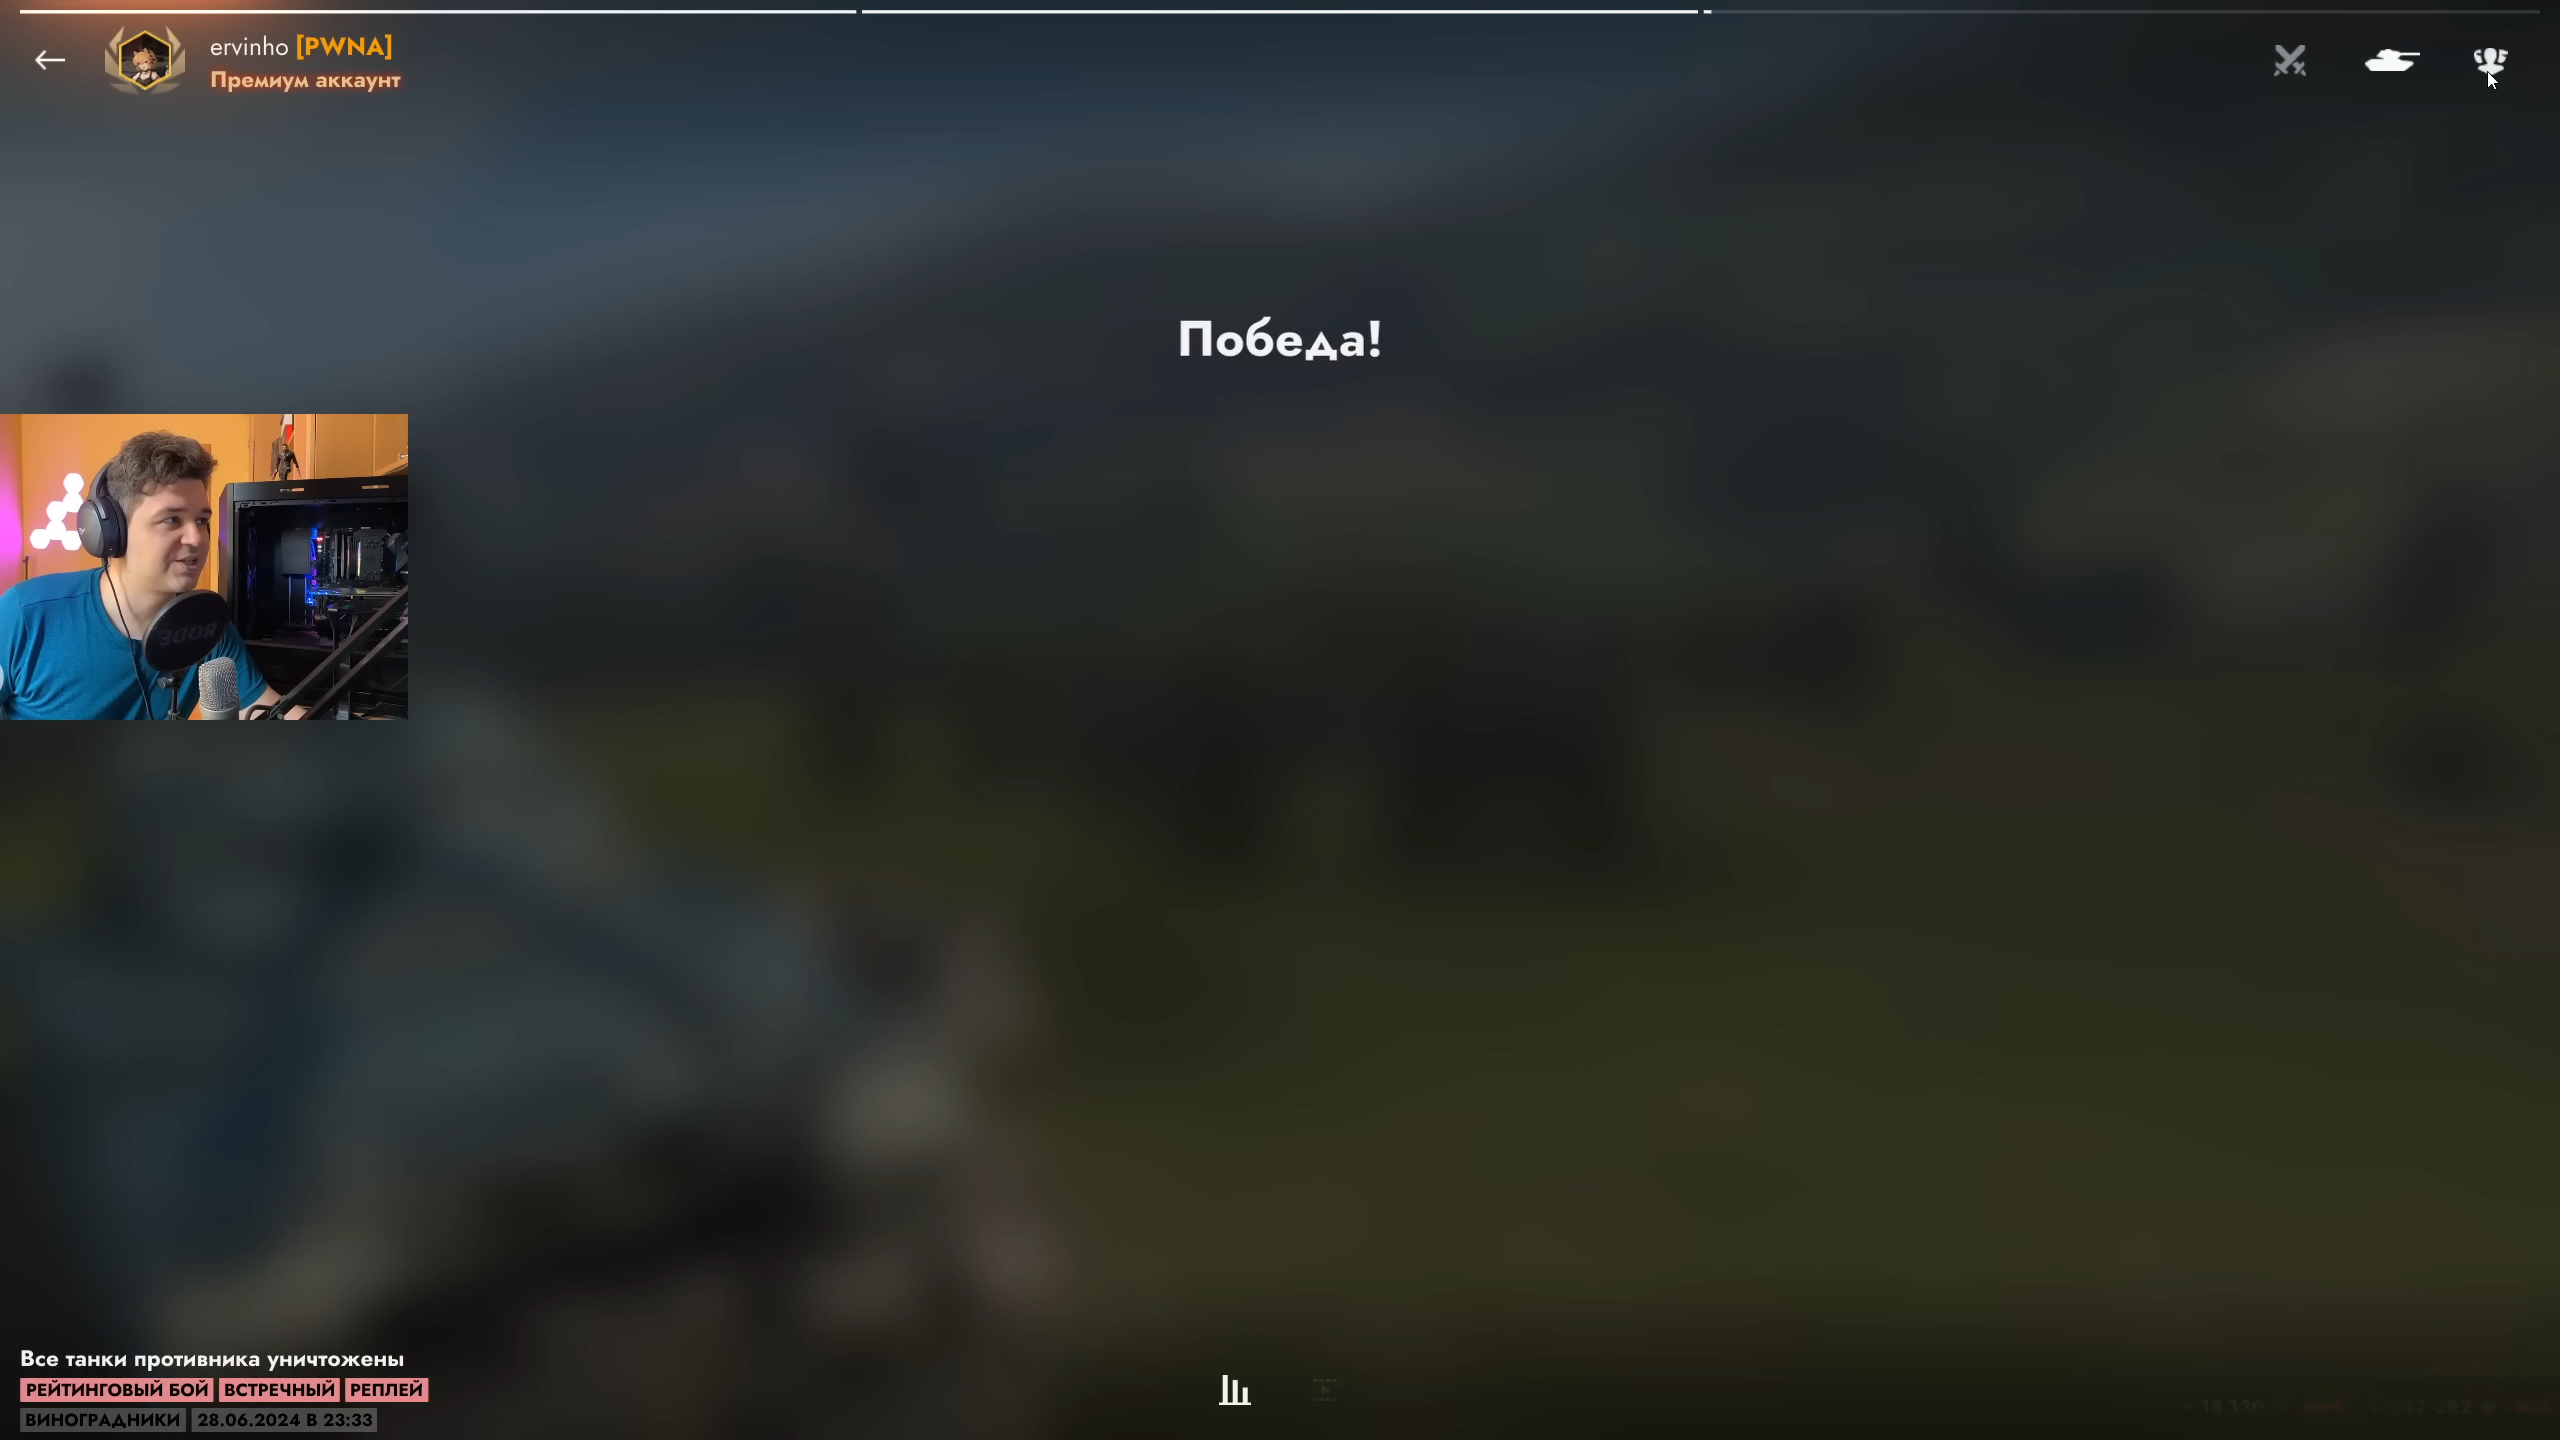 ervinho [PWNA]
Премиум аккаунт
Победа!
RODE
Все танки противника уничтожены
РЕЙТИНГОВЫЙ БОЙ ВСТРЕЧНЫЙ РЕПЛЕЙ
ВИНОГРАДНИКИ 28.06.2024 В 23:33